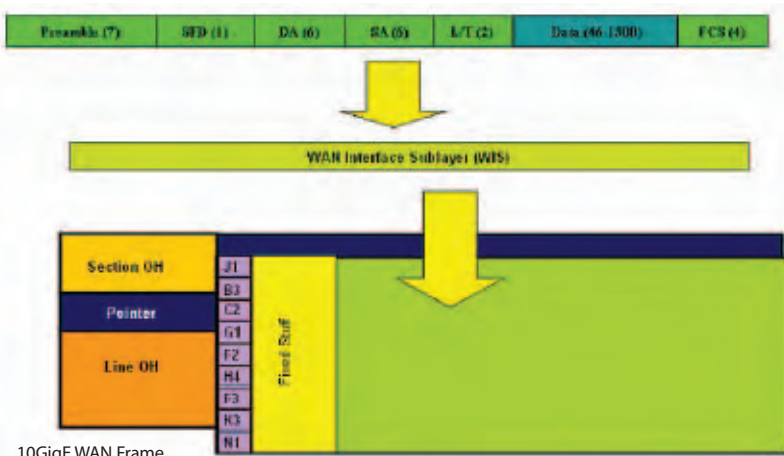 Preamble (7) SFD (1) DA (6) SA (6) L/T (2) Data (46-1500) FCS (4)
WAN Interface Sublayer (WIS)
Section OH
Pointer
Line OH
J1
B3
C2
G1
F2
H4
F3
K3
N1
Fixed Stuff
10GigE WAN Frame